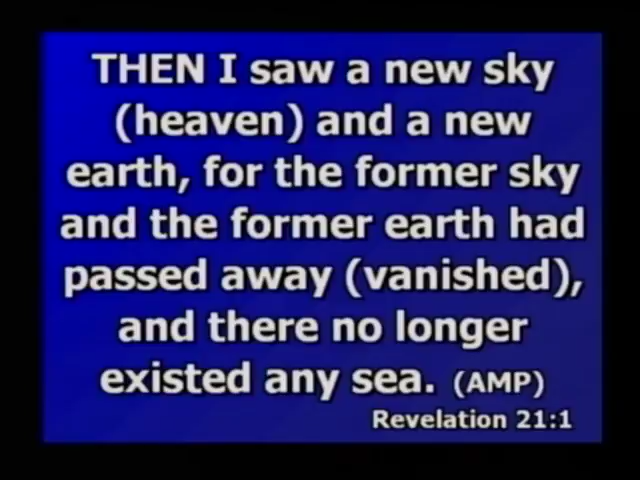 THEN I saw a new sky
(heaven) and a new
earth, for the former sky
and the former earth had
passed away (vanished),
and there no longer
existed any sea. (AMP)
Revelation 21:1